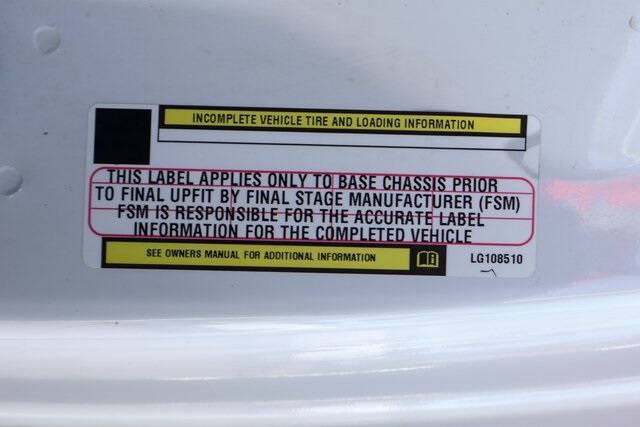 INCOMPLETE VEHICLE TIRE AND LOADING INFORMATION
THIS LABEL APPLIES ONLY TO BASE CHASSIS PRIOR
TO FINAL UPFIT BY FINAL STAGE MANUFACTURER (FSM)
FSM IS RESPONSIBLE FOR THE ACCURATE LABEL
INFORMATION FOR THE COMPLETED VEHICLE
SEE OWNERS MANUAL FOR ADDITIONAL INFORMATION
LG108510